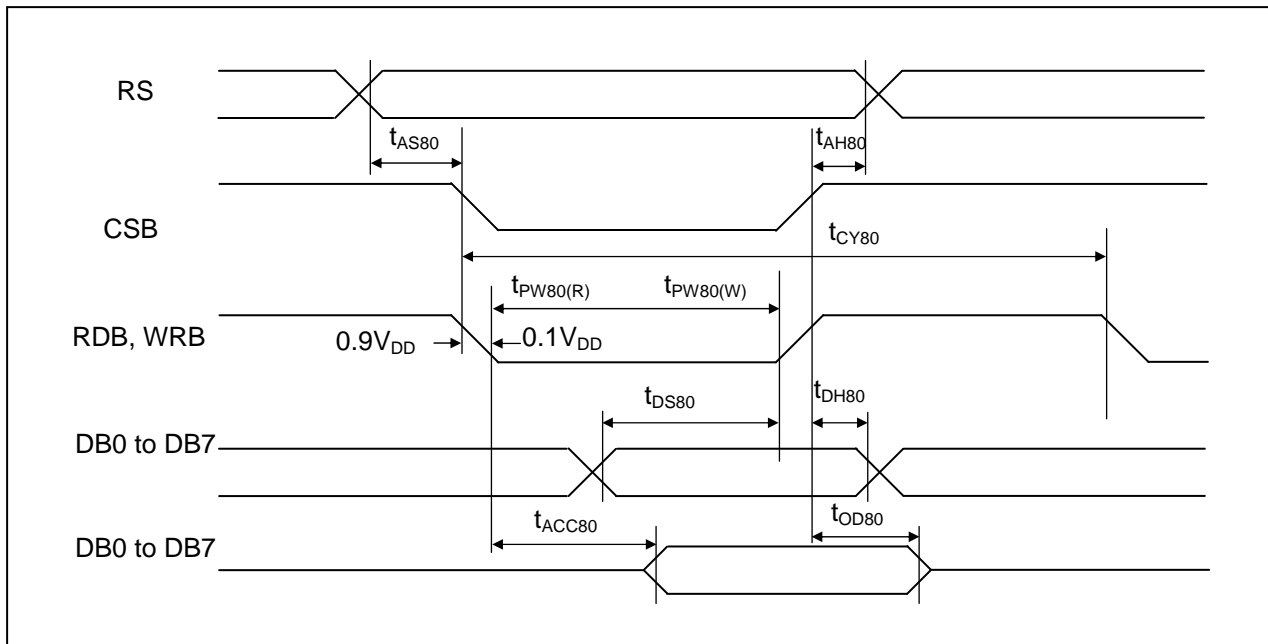 RS
tAS80
tAH80
CSB
tCY80
tPW80(R)
tPW80(W)
RDB, WRB
0.9VDD
0.1VDD
tDS80
tDH80
DB0 to DB7
tACC80
tOD80
DB0 to DB7